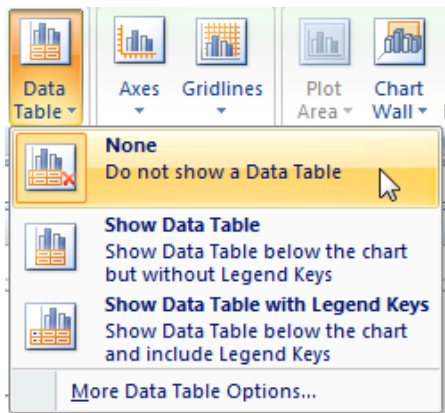 Data
Table
Axes
Gridlines
Plot
Area
Chart
Wall
None
Do not show a Data Table
Show Data Table
Show Data Table below the chart
but without Legend Keys
Show Data Table with Legend Keys
Show Data Table below the chart
and include Legend Keys
More Data Table Options...